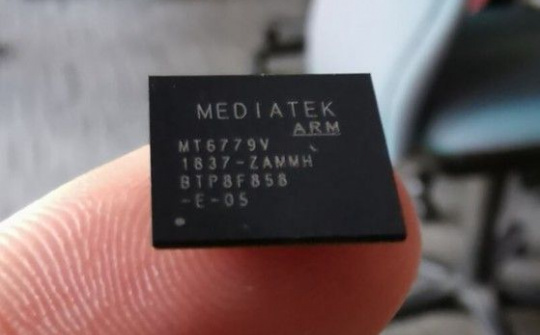 MEDIATEK
ARM
MT6779V
1837-ZAMMH
BTP8F858
-E-05